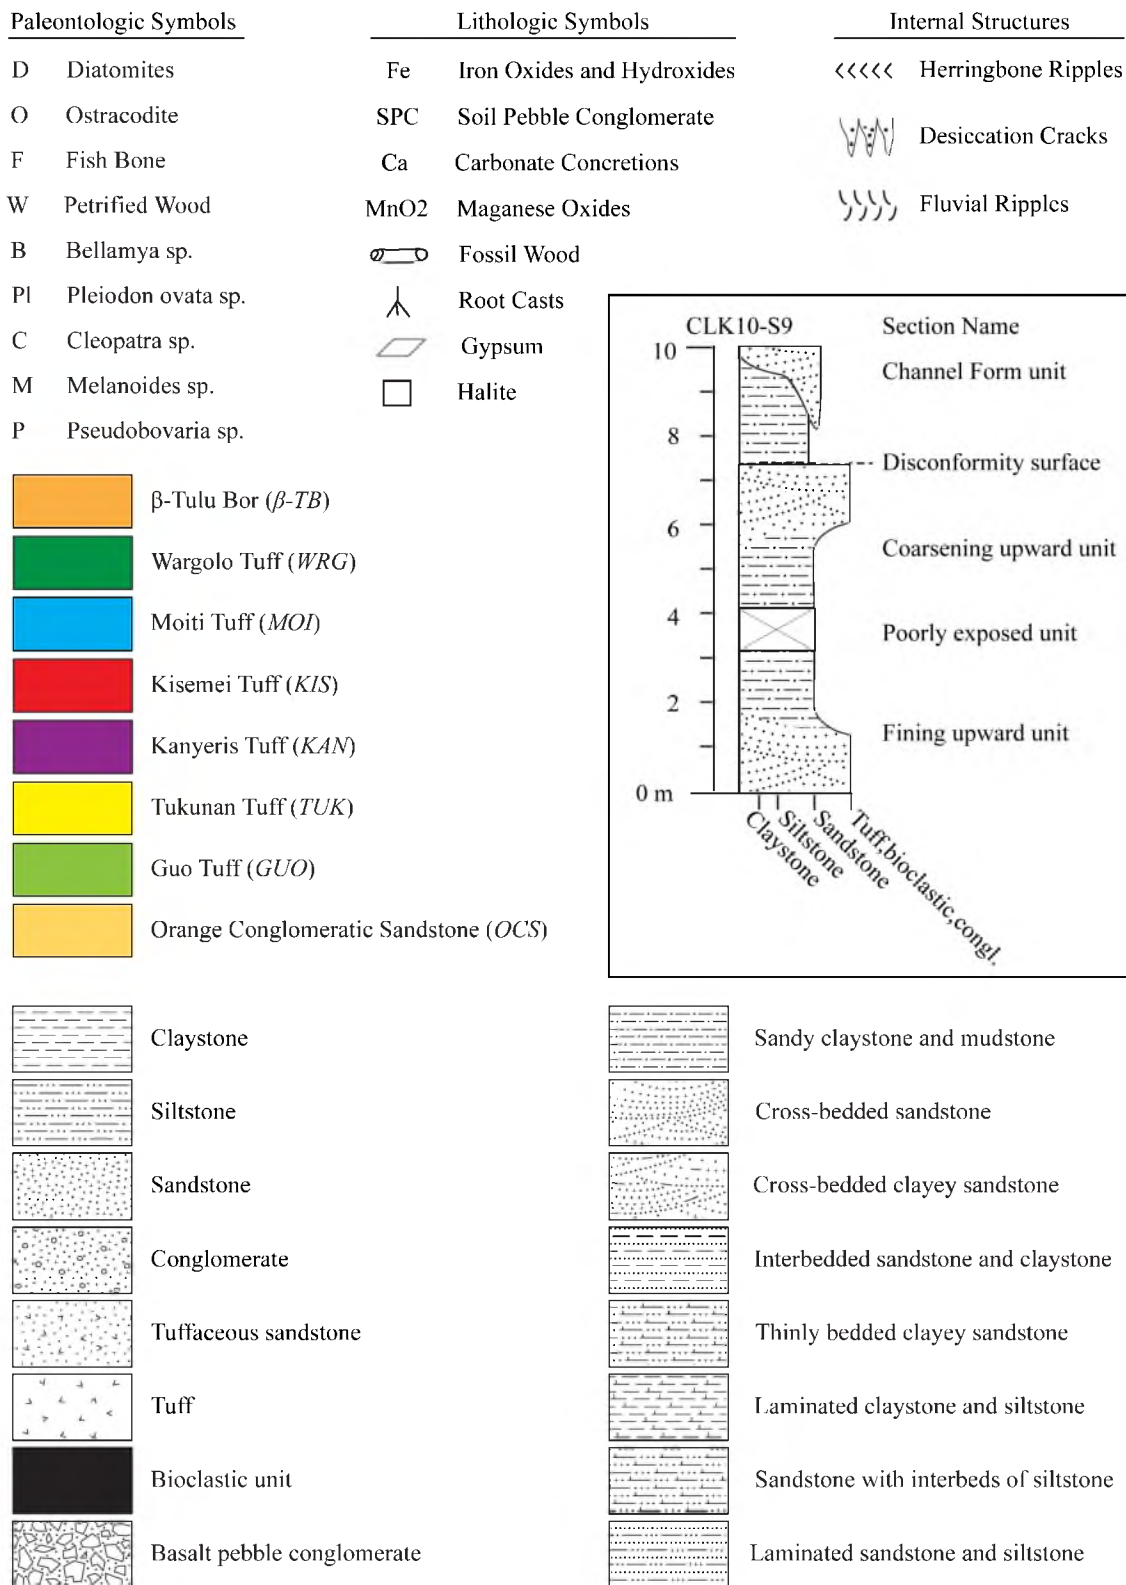 Paleontologic Symbols
D Diatomites
O Ostracodite
F Fish Bone
W Petrified Wood
B Bellamya sp.
Pl Pleiodon ovata sp.
C Cleopatra sp.
M Melanoides sp.
P Pseudobovaria sp.
Lithologic Symbols
Fe Iron Oxides and Hydroxides
SPC Soil Pebble Conglomerate
Ca Carbonate Concretions
MnO2 Maganese Oxides
Fossil Wood
Root Casts
Gypsum
Halite
Internal Structures
Herringbone Ripples
Desiccation Cracks
Fluvial Ripples
β-Tulu Bor (β-TB)
Wargolo Tuff (WRG)
Moiti Tuff (MOI)
Kisemei Tuff (KIS)
Kanyeris Tuff (KAN)
Tukunan Tuff (TUK)
Guo Tuff (GUO)
Orange Conglomeratic Sandstone (OCS)
CLK10-S9 Section Name
10
Channel Form unit
8
Disconformity surface
6
Coarsening upward unit
4
Poorly exposed unit
2
Fining upward unit
0 m
Claystone
Siltstone
Sandstone
Tuff,bioclastic,congl.
Claystone
Siltstone
Sandstone
Conglomerate
Tuffaceous sandstone
Tuff
Bioclastic unit
Basalt pebble conglomerate
Sandy claystone and mudstone
Cross-bedded sandstone
Cross-bedded clayey sandstone
Interbedded sandstone and claystone
Thinly bedded clayey sandstone
Laminated claystone and siltstone
Sandstone with interbeds of siltstone
Laminated sandstone and siltstone